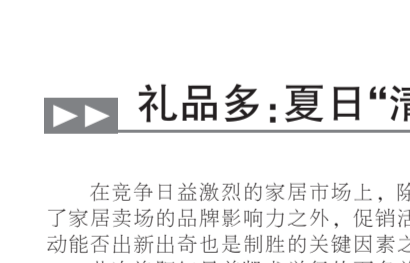 礼品多：夏日“清
在竞争日益激烈的家居市场上，除
了家居卖场的品牌影响力之外，促销活
动能否出新出奇也是制胜的关键因素之